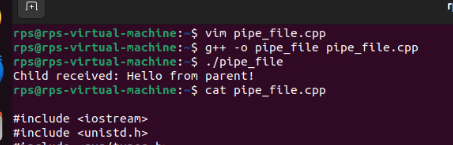 rps@rps-virtual-machine:~$ vim pipe_file.cpp
rps@rps-virtual-machine:~$ g++ -o pipe_file pipe_file.cpp
rps@rps-virtual-machine:~$ ./pipe_file
Child received: Hello from parent!
rps@rps-virtual-machine:~$ cat pipe_file.cpp
#include <iostream>
#include <unistd.h>